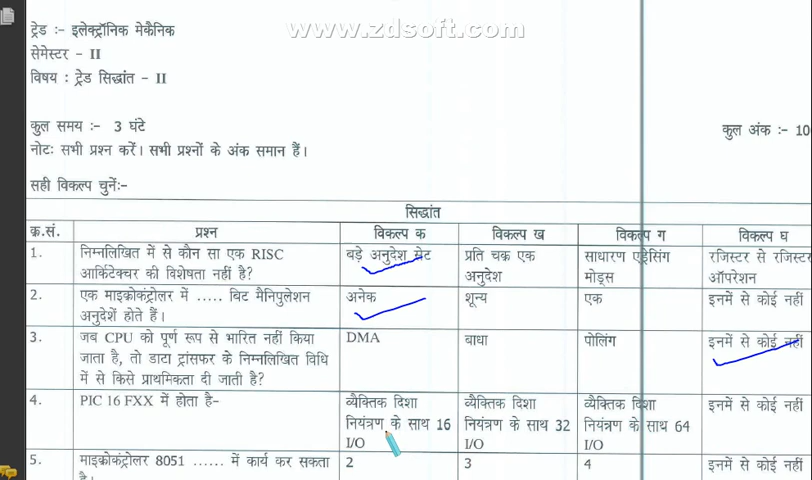 www.zdsoft.com
ट्रेड :- इलेक्ट्रॉनिक मेकैनिक
सेमेस्टर - II
विषय : ट्रेड सिद्धांत - II
कुल समय :- 3 घंटे
कुल अंक :- 10
नोटः सभी प्रश्न करें। सभी प्रश्नों के अंक समान हैं।
सही विकल्प चुनें:-
सिद्धांत
क्र.सं. प्रश्न विकल्प क विकल्प ख विकल्प ग विकल्प घ
1. निम्नलिखित में से कौन सा एक RISC बड़े अनुदेश सेट प्रति चक्र एक साधारण एड्रेसिंग रजिस्टर से रजिस्टर
आर्किटेक्चर की विशेषता नहीं है? अनुदेश मोड्स ऑपरेशन
2. एक माइक्रोकंट्रोलर में ..... बिट मैनिपुलेशन अनेक शून्य एक इनमें से कोई नहीं
अनुदेशें होते हैं।
3. जब CPU को पूर्ण रूप से भारित नहीं किया DMA बाधा पोलिंग इनमें से कोई नहीं
जाता है, तो डाटा ट्रांसफर के निम्नलिखित विधि
में से किसे प्राथमिकता दी जाती है?
4. PIC 16 FXX में होता है- व्यैक्तिक दिशा व्यैक्तिक दिशा व्यैक्तिक दिशा इनमें से कोई नहीं
नियंत्रण के साथ 16 नियंत्रण के साथ 32 नियंत्रण के साथ 64
I/O I/O I/O
5. माइक्रोकंट्रोलर 8051 ...... में कार्य कर सकता 2 3 4 इनमें से कोई नहीं
है।